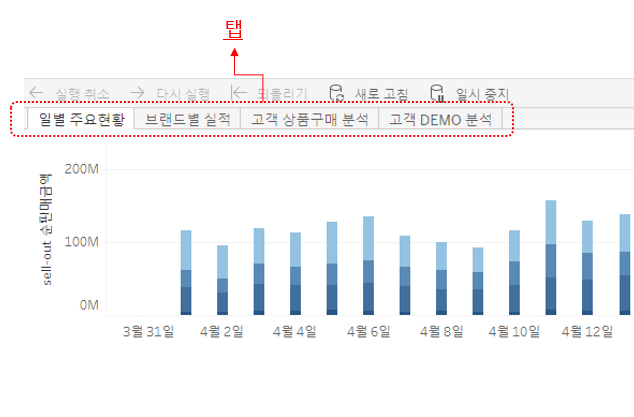 탭
실행 취소 다시 실행 되돌리기 새로 고침 일시 중지
일별 주요현황 브랜드별 실적 고객 상품구매 분석 고객 DEMO 분석
sell-out 순판매금액
200M
100M
0M
3월 31일 4월 2일 4월 4일 4월 6일 4월 8일 4월 10일 4월 12일